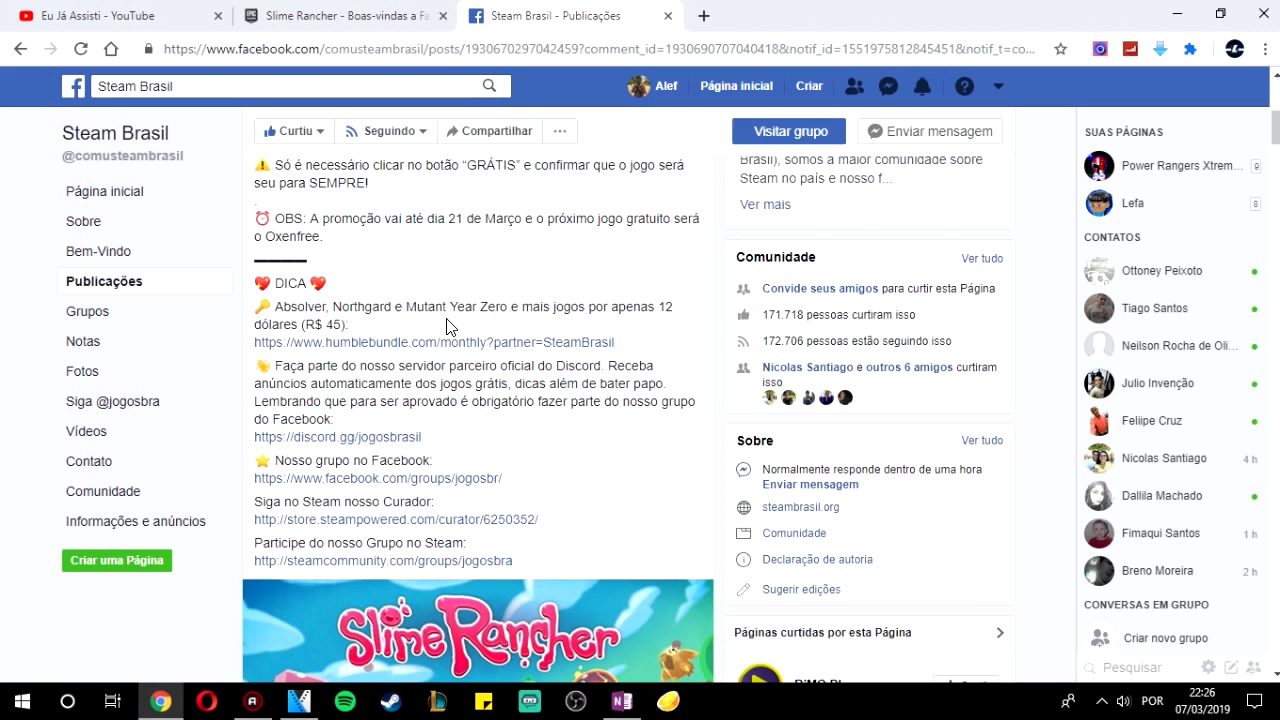 Eu Já Assisti - YouTube
Slime Rancher - Boas-vindas a Fa
Steam Brasil - Publicações
https://www.facebook.com/comusteambrasil/posts/1930670297042459?comment_id=1930690707040418&notif_id=1551975812845451&notif_t=co...
Steam Brasil
Alef
Página inicial
Criar
Steam Brasil
@comusteambrasil
Página inicial
Sobre
Bem-Vindo
Publicações
Grupos
Notas
Fotos
Siga @jogosbra
Vídeos
Contato
Comunidade
Informações e anúncios
Criar uma Página
Curtiu
Seguindo
Compartilhar
Visitar grupo
Enviar mensagem
Só é necessário clicar no botão “GRÁTIS” e confirmar que o jogo será
seu para SEMPRE!
.
OBS: A promoção vai até dia 21 de Março e o próximo jogo gratuito será
o Oxenfree.
DICA
Absolver, Northgard e Mutant Year Zero e mais jogos por apenas 12
dólares (R$ 45):
https://www.humblebundle.com/monthly?partner=SteamBrasil
Faça parte do nosso servidor parceiro oficial do Discord. Receba
anúncios automaticamente dos jogos grátis, dicas além de bater papo.
Lembrando que para ser aprovado é obrigatório fazer parte do nosso grupo
do Facebook:
https://discord.gg/jogosbrasil
Nosso grupo no Facebook:
https://www.facebook.com/groups/jogosbr/
Siga no Steam nosso Curador:
http://store.steampowered.com/curator/6250352/
Participe do nosso Grupo no Steam:
http://steamcommunity.com/groups/jogosbra
Slime Rancher
Brasil), somos a maior comunidade sobre
Steam no país e nosso f...
Ver mais
Comunidade
Ver tudo
Convide seus amigos para curtir esta Página
171.718 pessoas curtiram isso
172.706 pessoas estão seguindo isso
Nicolas Santiago e outros 6 amigos curtiram
isso
Sobre
Ver tudo
Normalmente responde dentro de uma hora
Enviar mensagem
steambrasil.org
Comunidade
Declaração de autoria
Sugerir edições
Páginas curtidas por esta Página
SUAS PÁGINAS
Power Rangers Xtrem...
9
Lefa
8
CONTATOS
Ottoney Peixoto
Tiago Santos
Neilson Rocha de Oli...
Julio Invenção
Feliipe Cruz
Nicolas Santiago
4 h
Dallila Machado
Fimaqui Santos
1 h
Breno Moreira
2 h
CONVERSAS EM GRUPO
Criar novo grupo
Pesquisar
POR
22:26
07/03/2019